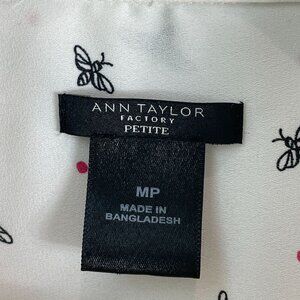 ANN TAYLOR
FACTORY
PETITE
MP
MADE IN
BANGLADESH